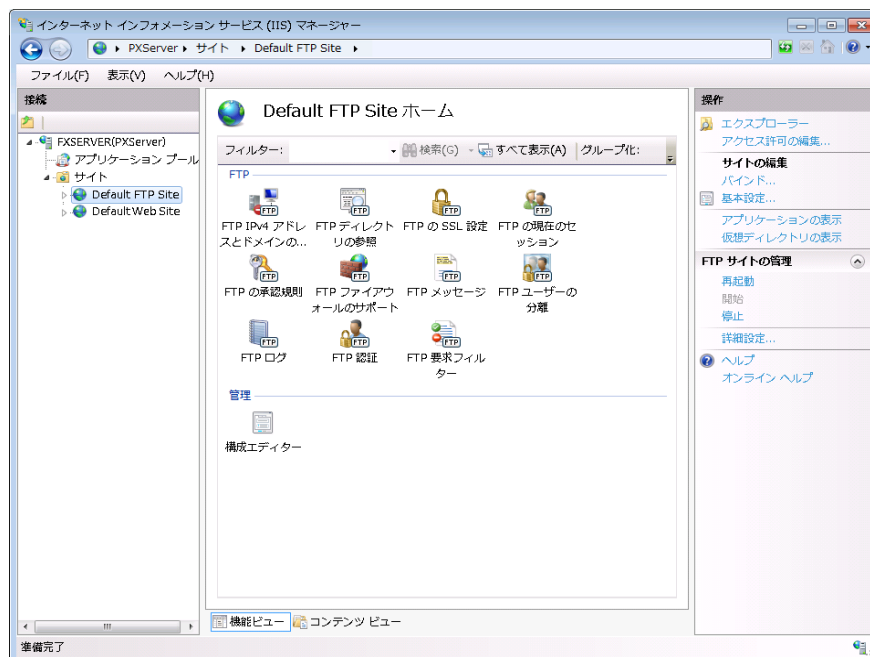 インターネット インフォメーション サービス (IIS) マネージャー
PXServer サイト Default FTP Site
ファイル(F) 表示(V) ヘルプ(H)
接続
FXSERVER(PXServer)
アプリケーション プール
サイト
Default FTP Site
Default Web Site
Default FTP Site ホーム
フィルター: 検索(G) すべて表示(A) グループ化:
FTP
FTP IPv4 アドレスとドメインの...
FTP ディレクトリの参照
FTP の SSL 設定
FTP の現在のセッション
FTP の承認規則
FTP ファイアウォールのサポート
FTP メッセージ
FTP ユーザーの分離
FTP ログ
FTP 認証
FTP 要求フィルター
管理
構成エディター
機能ビュー コンテンツ ビュー
操作
エクスプローラー
アクセス許可の編集...
サイトの編集
バインド...
基本設定...
アプリケーションの表示
仮想ディレクトリの表示
FTP サイトの管理
再起動
開始
停止
詳細設定...
ヘルプ
オンライン ヘルプ
準備完了